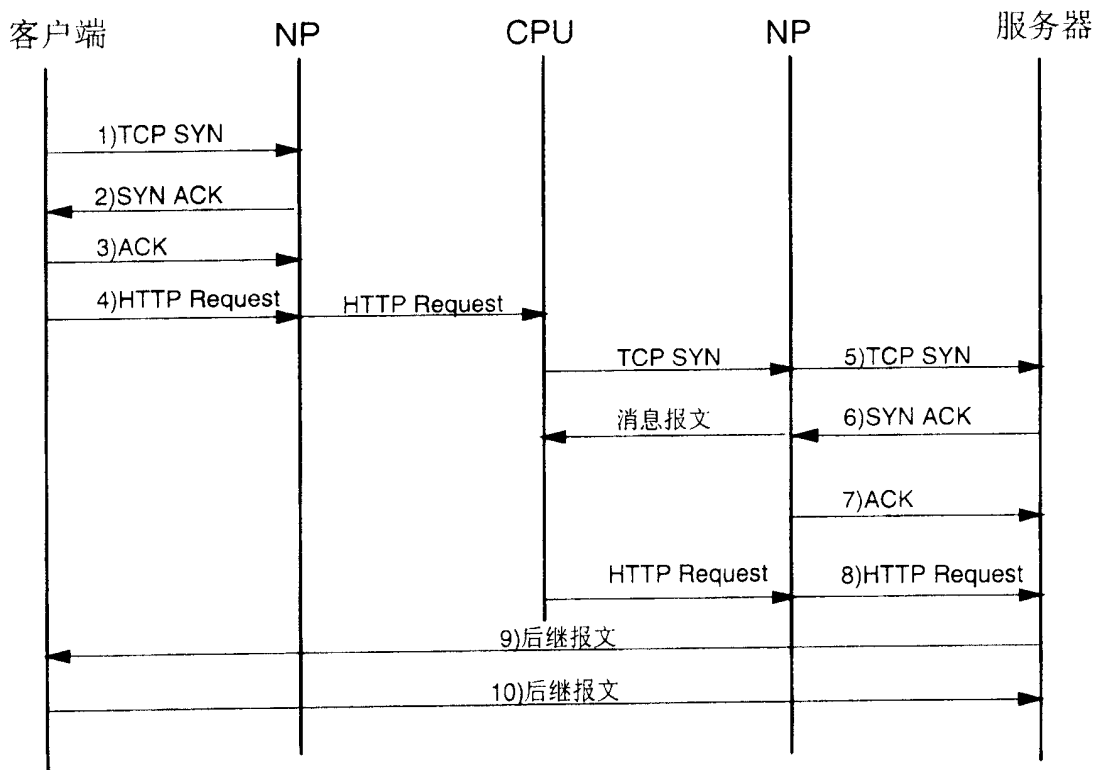 客户端 NP CPU NP 服务器
1)TCP SYN
2)SYN ACK
3)ACK
4)HTTP Request HTTP Request
TCP SYN 5)TCP SYN
消息报文 6)SYN ACK
7)ACK
HTTP Request 8)HTTP Request
9)后继报文
10)后继报文